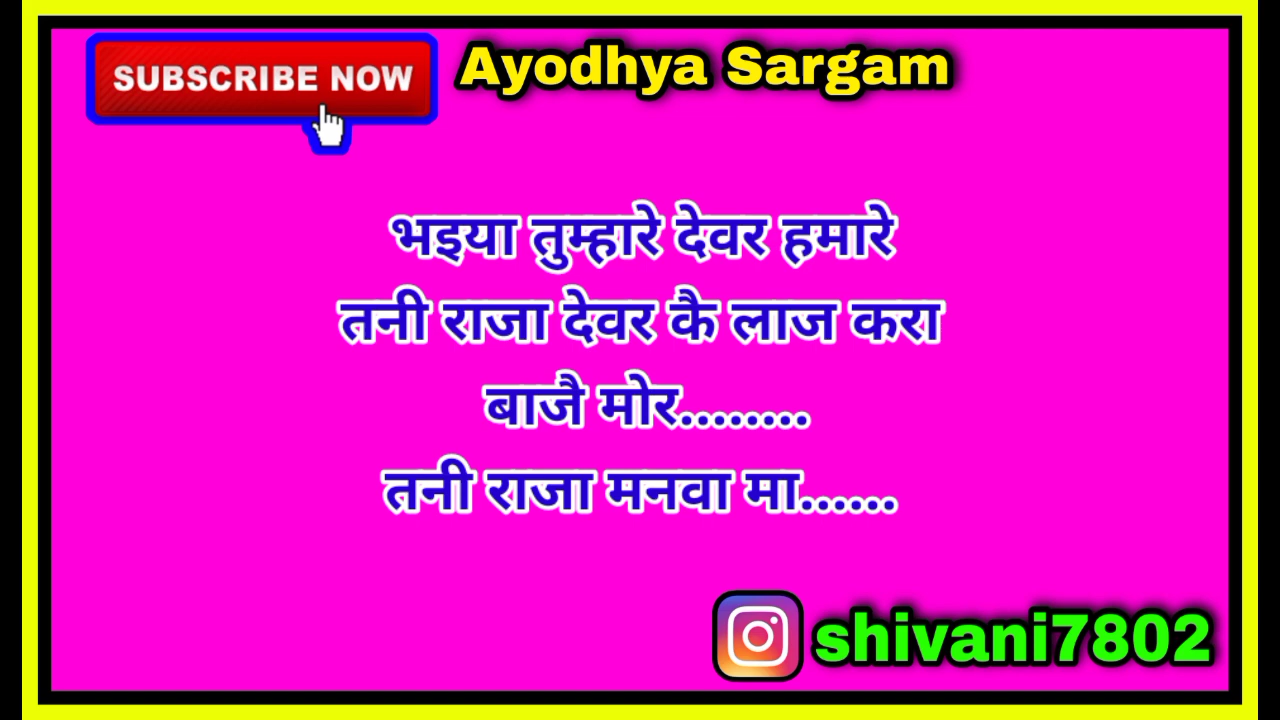 SUBSCRIBE NOW
Ayodhya Sargam
भइया तुम्हारे देवर हमारे
तनी राजा देवर कै लाज करा
बाजै मोर........
तनी राजा मनवा मा......
shivani7802